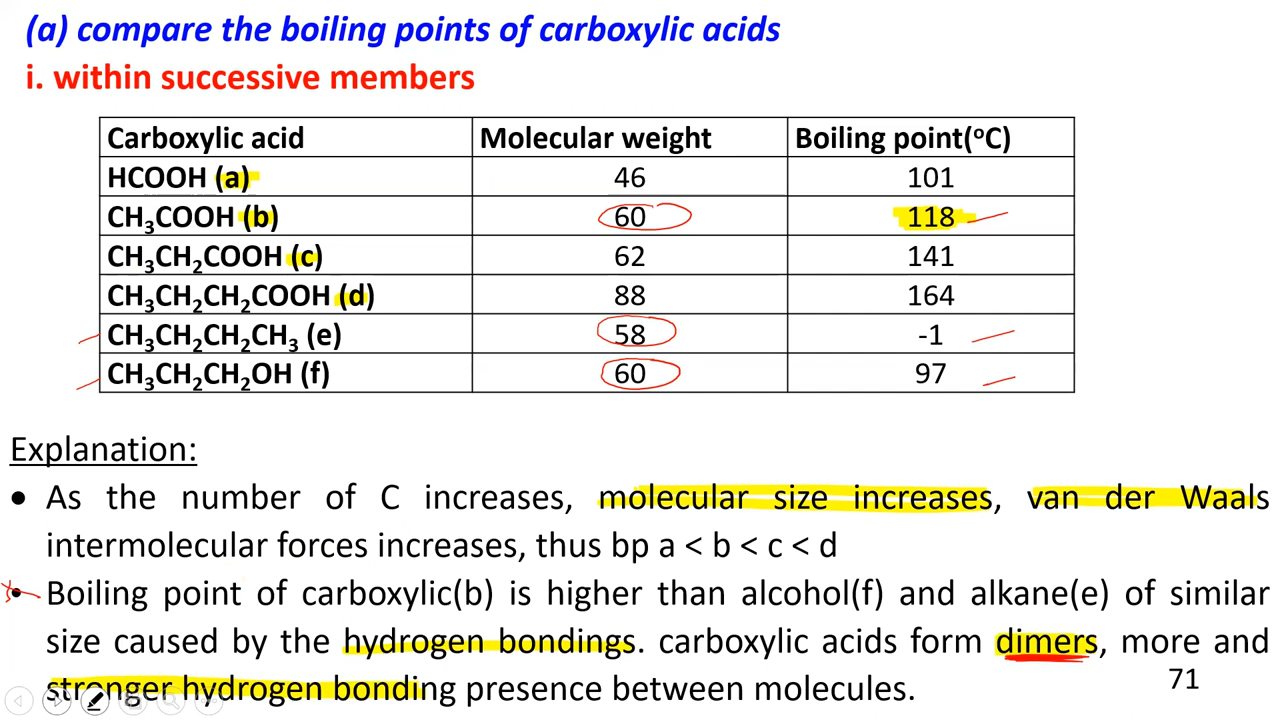 (a) compare the boiling points of carboxylic acids
i. within successive members
Carboxylic acid Molecular weight Boiling point(°C)
HCOOH (a) 46 101
CH₃COOH (b) 60 118
CH₃CH₂COOH (c) 62 141
CH₃CH₂CH₂COOH (d) 88 164
CH₃CH₂CH₂CH₃ (e) 58 -1
CH₃CH₂CH₂OH (f) 60 97
Explanation:
• As the number of C increases, molecular size increases, van der Waals
intermolecular forces increases, thus bp a < b < c < d
• Boiling point of carboxylic(b) is higher than alcohol(f) and alkane(e) of similar
size caused by the hydrogen bondings. carboxylic acids form dimers, more and
stronger hydrogen bonding presence between molecules.
71